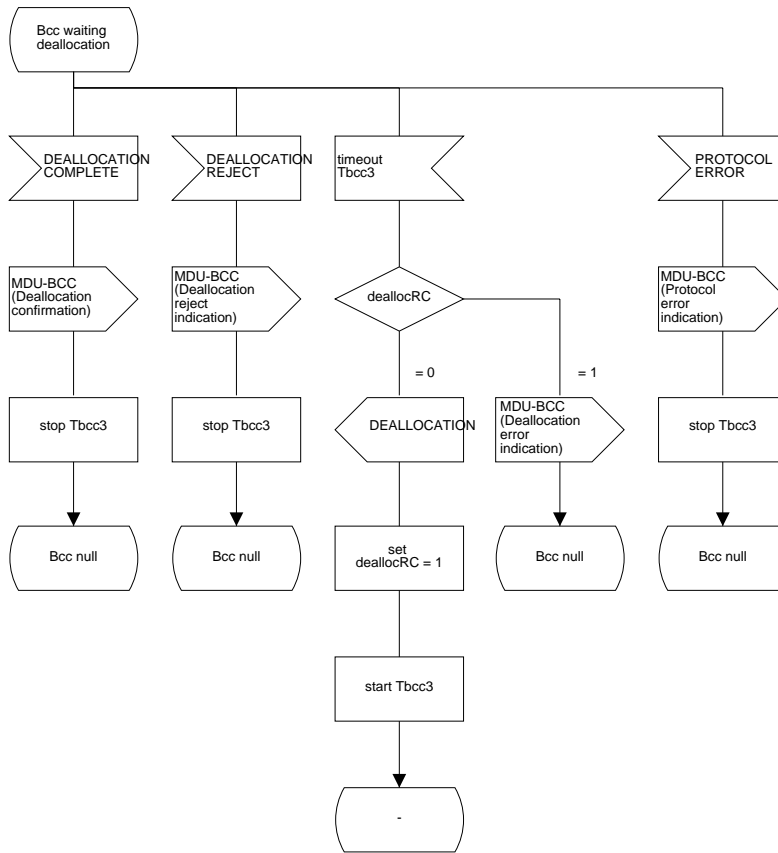 Bcc waiting
deallocation
DEALLOCATION
COMPLETE
DEALLOCATION
REJECT
timeout
Tbcc3
PROTOCOL
ERROR
MDU-BCC
(Deallocation
confirmation)
MDU-BCC
(Deallocation
reject
indication)
deallocRC
MDU-BCC
(Protocol
error
indication)
= 0
= 1
stop Tbcc3
stop Tbcc3
DEALLOCATION
MDU-BCC
(Deallocation
error
indication)
stop Tbcc3
Bcc null
Bcc null
set
deallocRC = 1
Bcc null
Bcc null
start Tbcc3
-